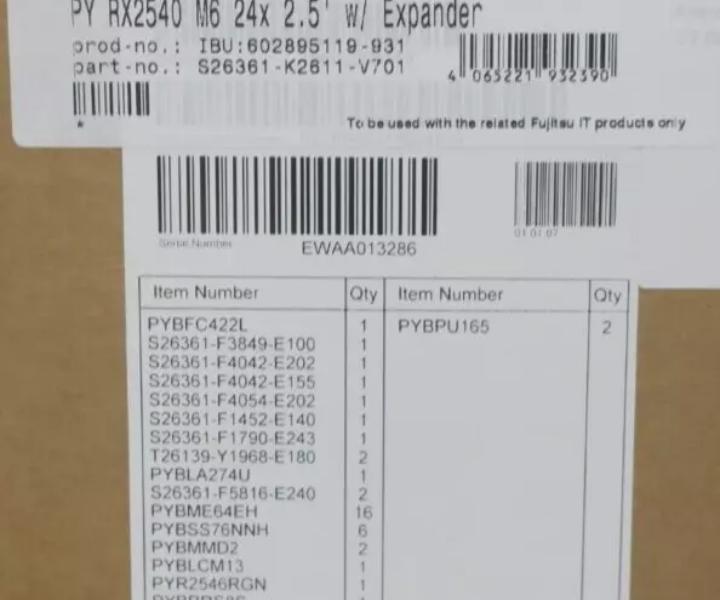 PY RX2540 M6 24x 2.5' w/ Expander
prod-no.: IBU:602895119-931
part-no.: S26361-K2611-V701
4 065221 932390
*
To be used with the related Fujitsu IT products only
Serial Number
EWAA013286
01 01 07
Item Number Qty Item Number Qty
PYBFC422L 1 PYBPU165 2
S26361-F3849-E100 1
S26361-F4042-E202 1
S26361-F4042-E155 1
S26361-F4054-E202 1
S26361-F1452-E140 1
S26361-F1790-E243 1
T26139-Y1968-E180 2
PYBLA274U 1
S26361-F5816-E240 2
PYBME64EH 16
PYBSS76NNH 6
PYBMMD2 2
PYBLCM13 1
PYR2546RGN 1